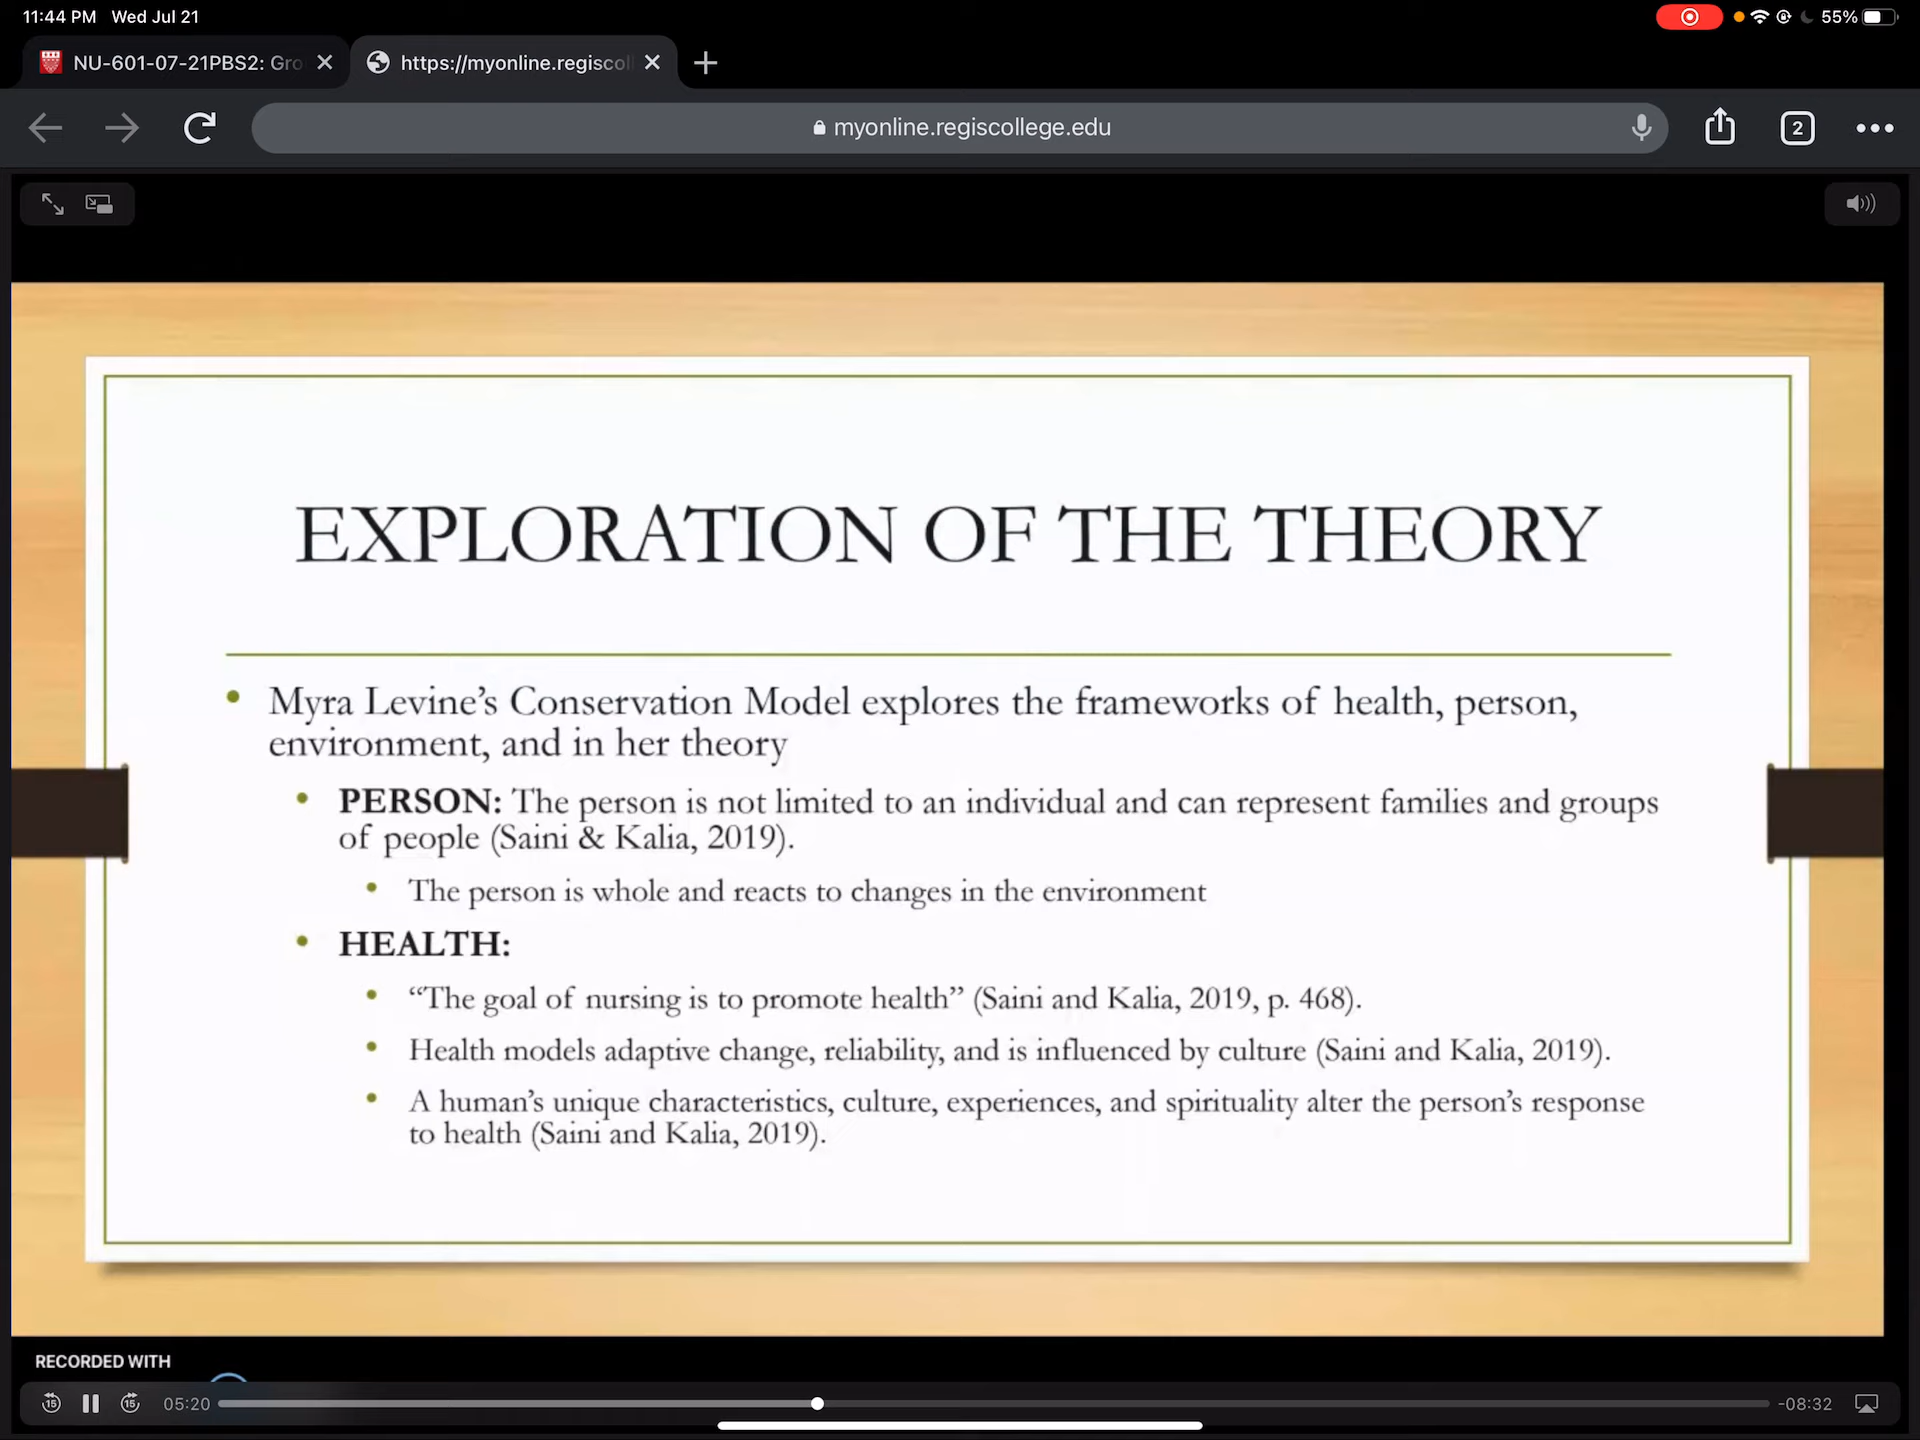 11:44 PM Wed Jul 21
55%
NU-601-07-21PBS2: Gro
https://myonline.regiscol
myonline.regiscollege.edu
2
EXPLORATION OF THE THEORY
• Myra Levine's Conservation Model explores the frameworks of health, person,
environment, and in her theory
• PERSON: The person is not limited to an individual and can represent families and groups
of people (Saini & Kalia, 2019).
• The person is whole and reacts to changes in the environment
• HEALTH:
• “The goal of nursing is to promote health” (Saini and Kalia, 2019, p. 468).
• Health models adaptive change, reliability, and is influenced by culture (Saini and Kalia, 2019).
• A human's unique characteristics, culture, experiences, and spirituality alter the person's response
to health (Saini and Kalia, 2019).
RECORDED WITH
15 15 05:20 -08:32